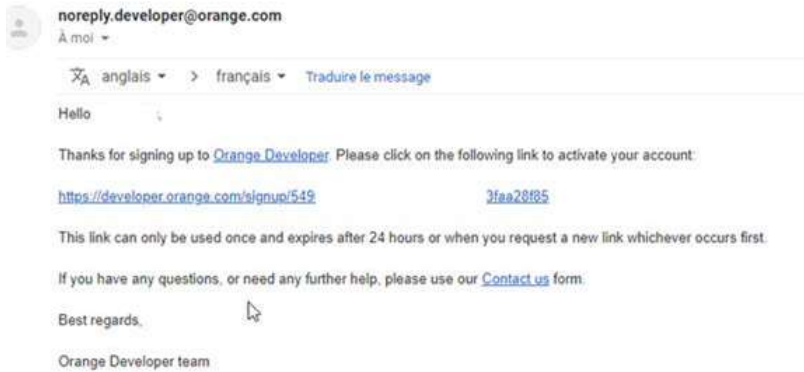 noreply.developer@orange.com
À moi
anglais > français Traduire le message
Hello ,
Thanks for signing up to Orange Developer. Please click on the following link to activate your account:
https://developer.orange.com/signup/549 3faa28f85
This link can only be used once and expires after 24 hours or when you request a new link whichever occurs first.
If you have any questions, or need any further help, please use our Contact us form.
Best regards,
Orange Developer team